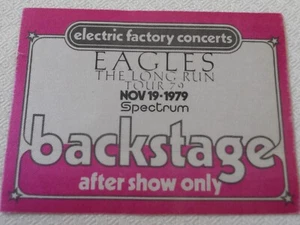 electric factory concerts
EAGLES
THE LONG RUN
TOUR 79
NOV 19·1979
Spectrum
backstage
after show only